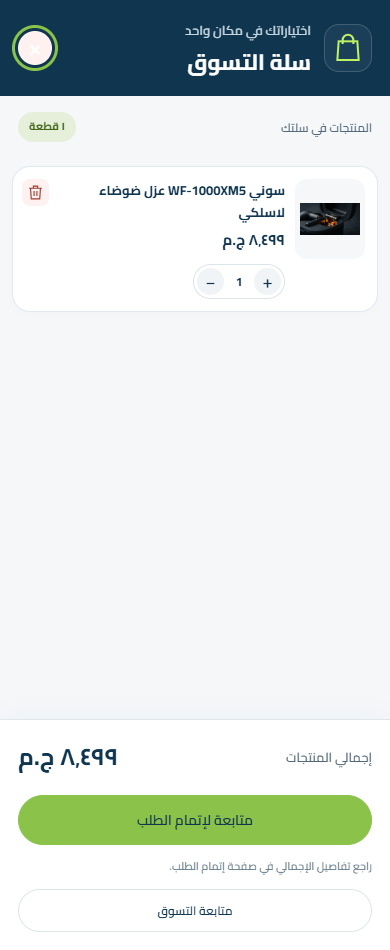 اختياراتك في مكان واحد
سلة التسوق
المنتجات في سلتك
١ قطعة
سوني WF-1000XM5 عزل ضوضاء
لاسلكي
٨,٤٩٩ ج.م
+ 1 −
إجمالي المنتجات
٨,٤٩٩ ج.م
متابعة لإتمام الطلب
راجع تفاصيل الإجمالي في صفحة إتمام الطلب.
متابعة التسوق